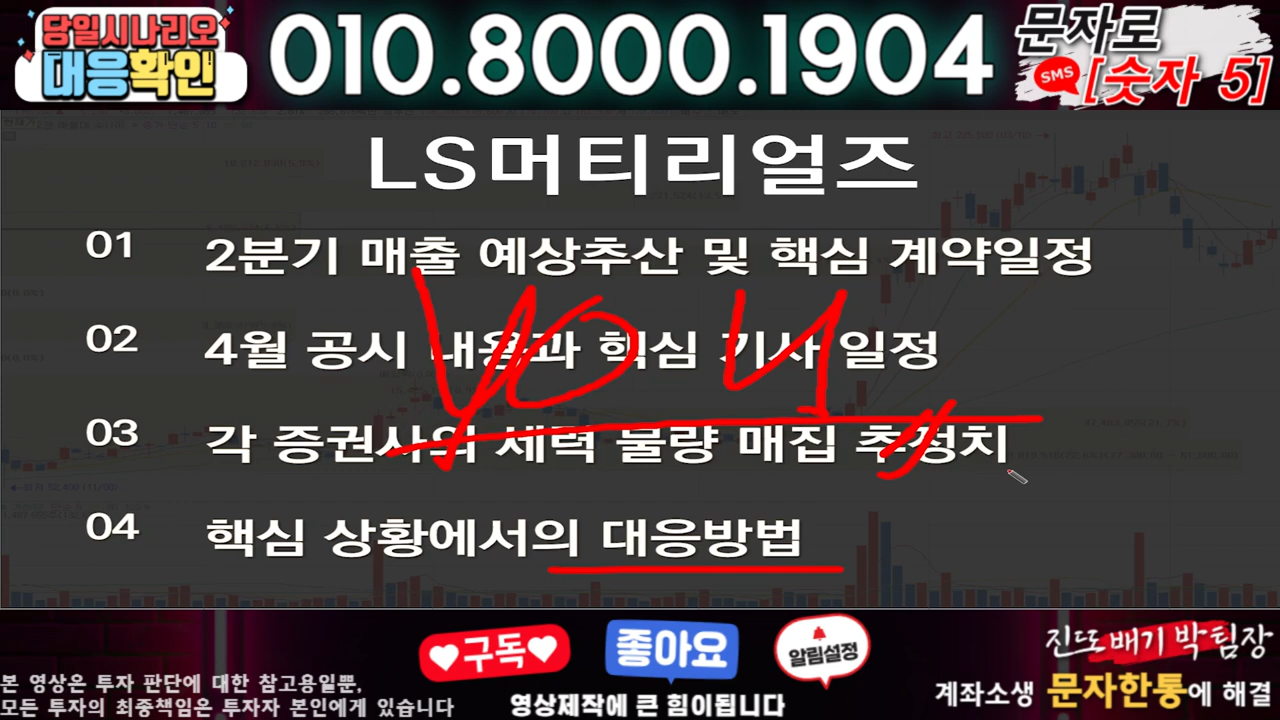 당일시나리오
대응확인
010.8000.1904
문자로
SMS [숫자 5]
LS머티리얼즈
01 2분기 매출 예상추산 및 핵심 계약일정
02 4월 공시 내용과 핵심 기사 일정
03 각 증권사의 세력 물량 매집 추정치
04 핵심 상황에서의 대응방법
구독
좋아요
알림설정
영상제작에 큰 힘이됩니다
본 영상은 투자 판단에 대한 참고용일뿐,
모든 투자의 최종책임은 투자자 본인에게 있습니다
진또배기 박팀장
계좌소생 문자한통에 해결